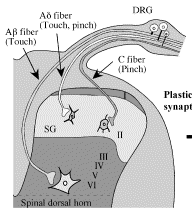 DRG
Aδ fiber
(Touch, pinch)
Aβ fiber
(Touch)
C fiber
(Pinch)
Plastic
synapt
SG
II
III
IV
V
VI
Spinal dorsal horn